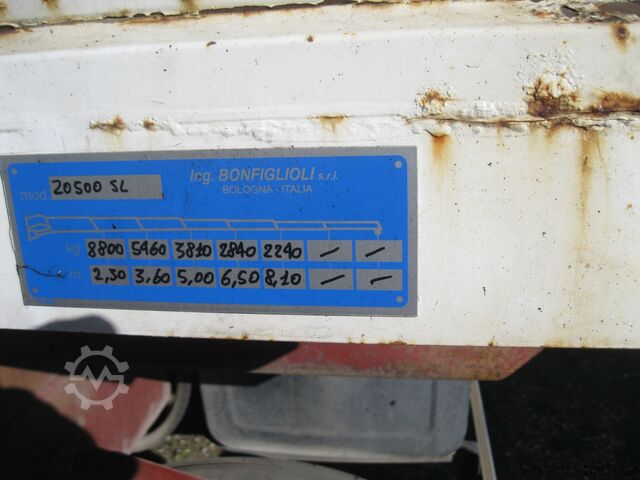 Ing. BONFIGLIOLI s.r.l.
BOLOGNA - ITALIA
mod. 20500 SL
kg 8800 5460 3810 2840 2240 — —
m 2,30 3,60 5,00 6,50 8,10 — —